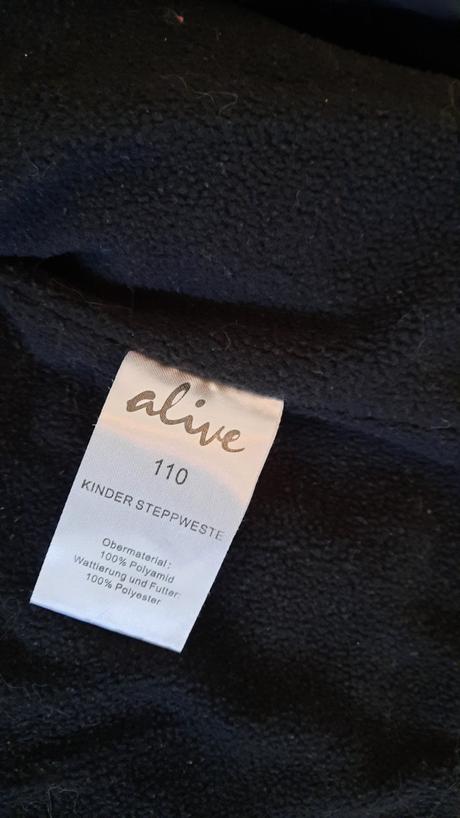 alive
110
KINDER STEPPWESTE
Obermaterial:
100% Polyamid
Wattierung und Futter:
100% Polyester